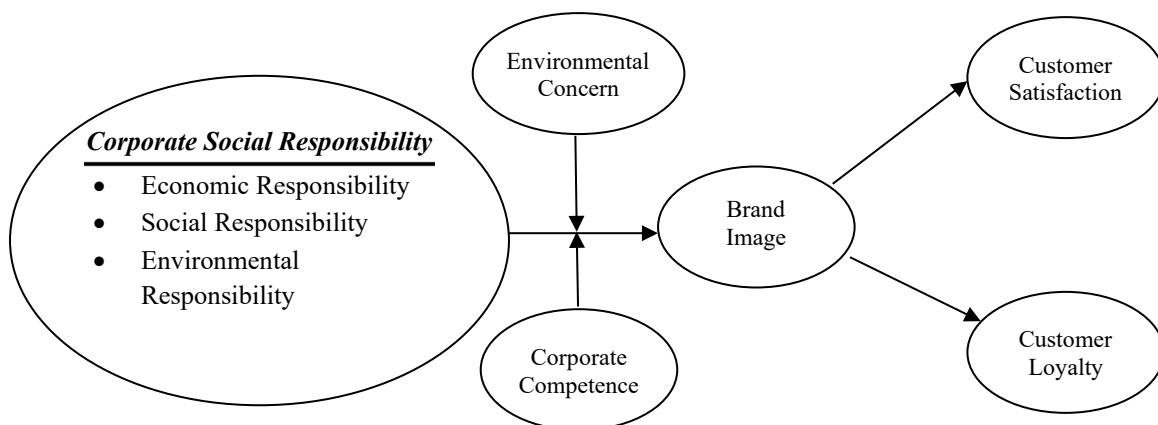 Corporate Social Responsibility
• Economic Responsibility
• Social Responsibility
• Environmental
Responsibility
Environmental
Concern
Corporate
Competence
Brand
Image
Customer
Satisfaction
Customer
Loyalty